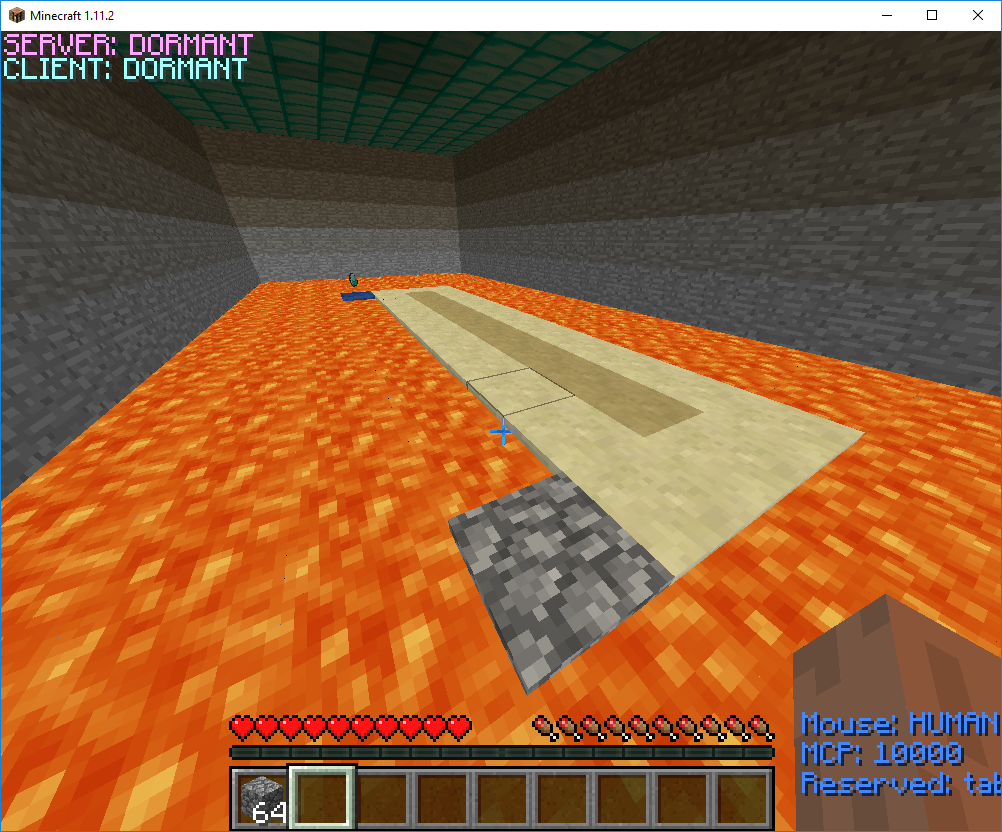 Minecraft 1.11.2
SERVER: DORMANT
CLIENT: DORMANT
Mouse: HUMAN
MCP: 10000
Reserved: tab
64